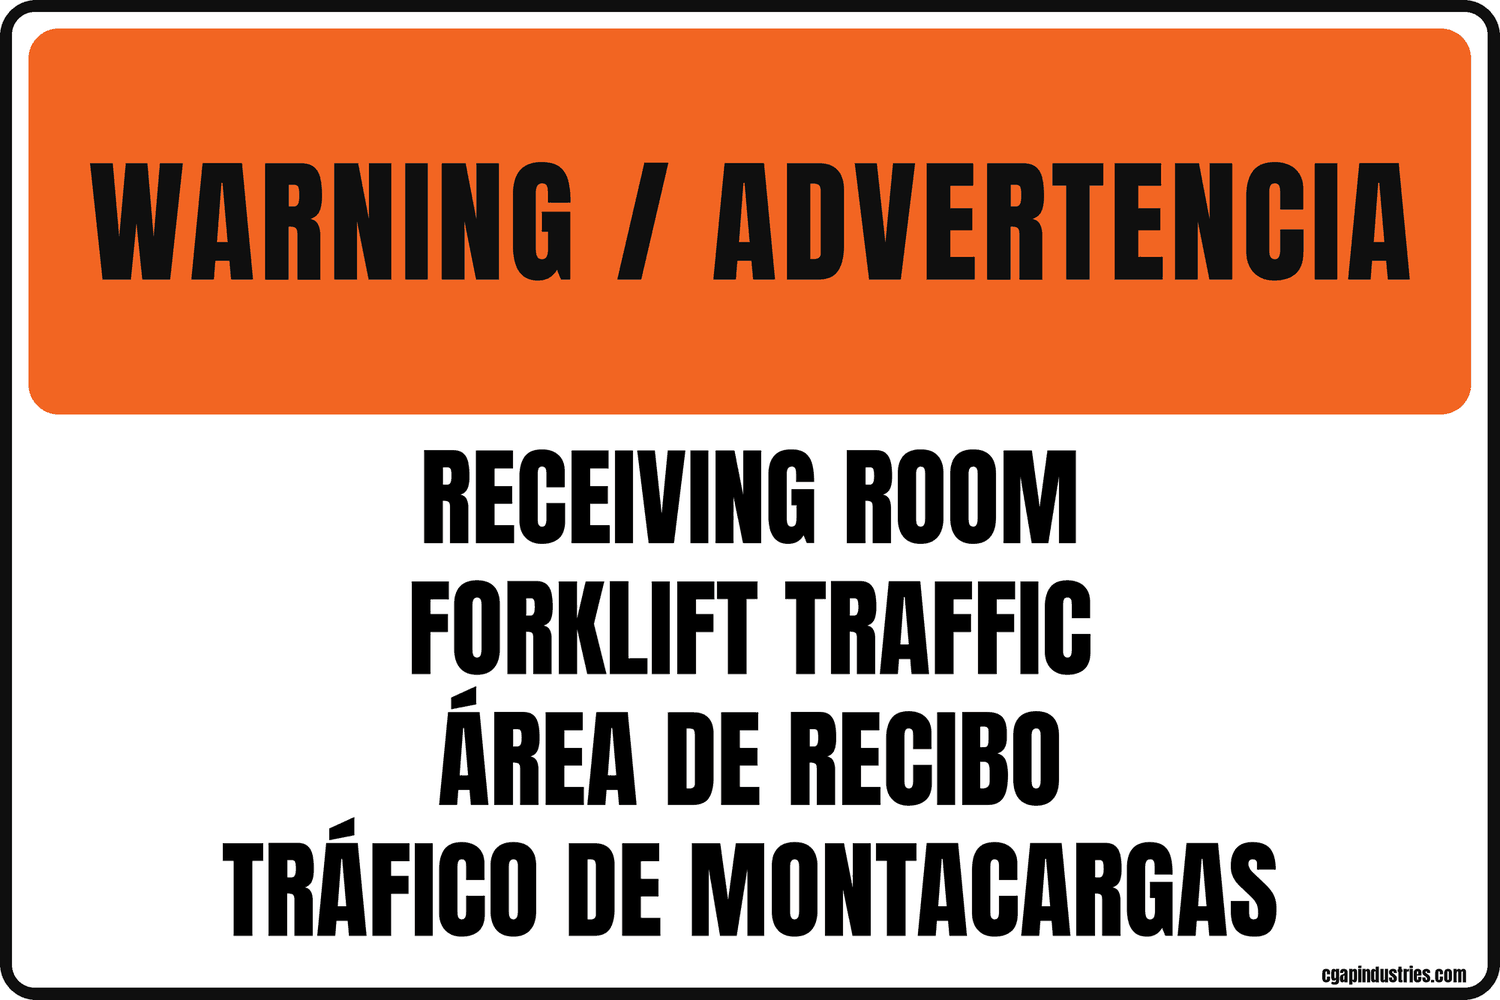 WARNING / ADVERTENCIA
RECEIVING ROOM
FORKLIFT TRAFFIC
ÁREA DE RECIBO
TRÁFICO DE MONTACARGAS
cgapindustries.com